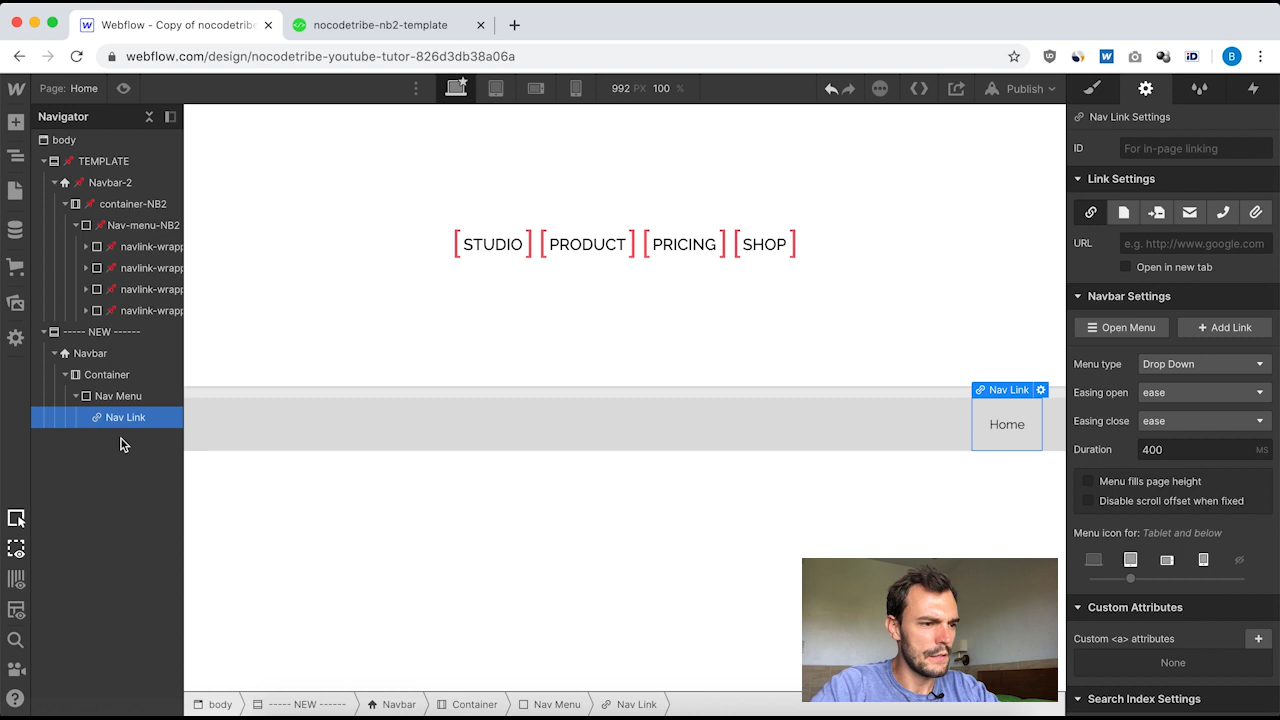 Webflow - Copy of nocodetribe
nocodetribe-nb2-template
webflow.com/design/nocodetribe-youtube-tutor-826d3db38a06a
Page: Home
992 PX 100 %
Publish
Navigator
body
TEMPLATE
Navbar-2
container-NB2
Nav-menu-NB2
navlink-wrapp
navlink-wrapp
navlink-wrapp
navlink-wrapp
----- NEW ------
Navbar
Container
Nav Menu
Nav Link
[STUDIO] [PRODUCT] [PRICING] [SHOP]
Nav Link
Home
Nav Link Settings
ID For in-page linking
Link Settings
URL e.g. http://www.google.com
Open in new tab
Navbar Settings
Open Menu
+ Add Link
Menu type Drop Down
Easing open ease
Easing close ease
Duration 400 MS
Menu fills page height
Disable scroll offset when fixed
Menu icon for: Tablet and below
Custom Attributes
Custom <a> attributes
None
Search Index Settings
body ----- NEW ------ Navbar Container Nav Menu Nav Link